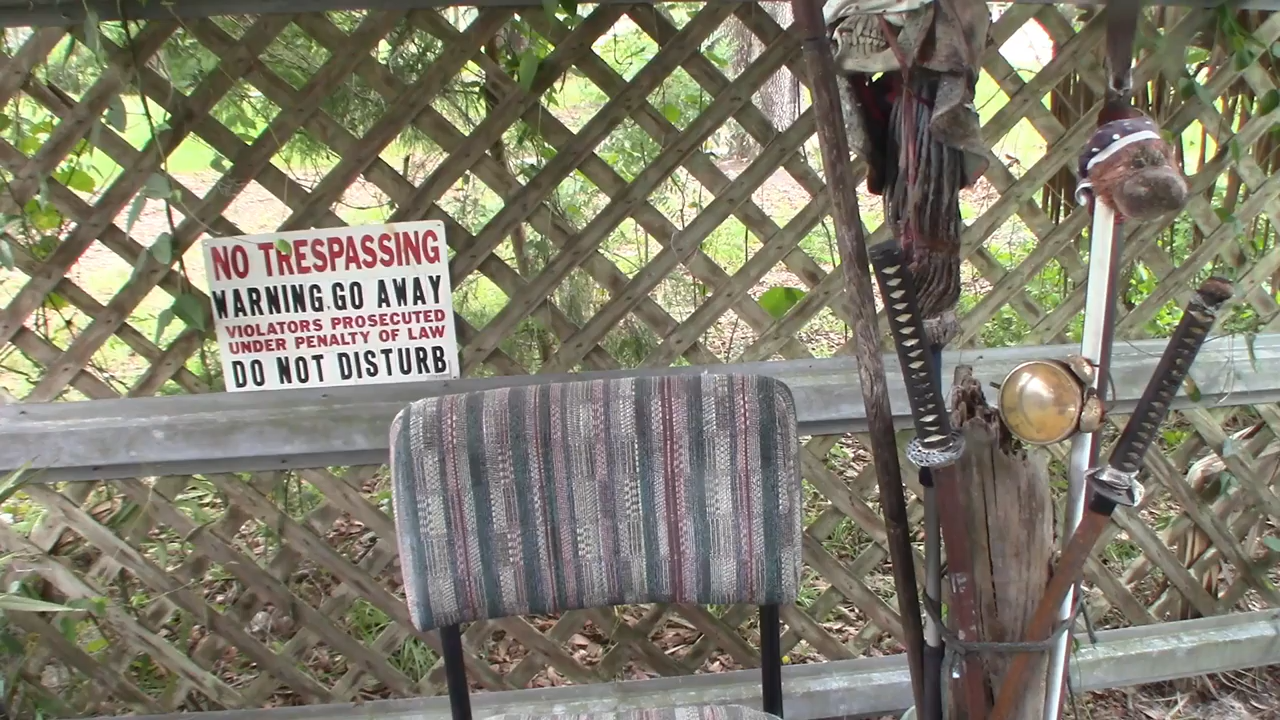 NO TRESPASSING
WARNING.GO AWAY
VIOLATORS PROSECUTED
UNDER PENALTY OF LAW
DO NOT DISTURB